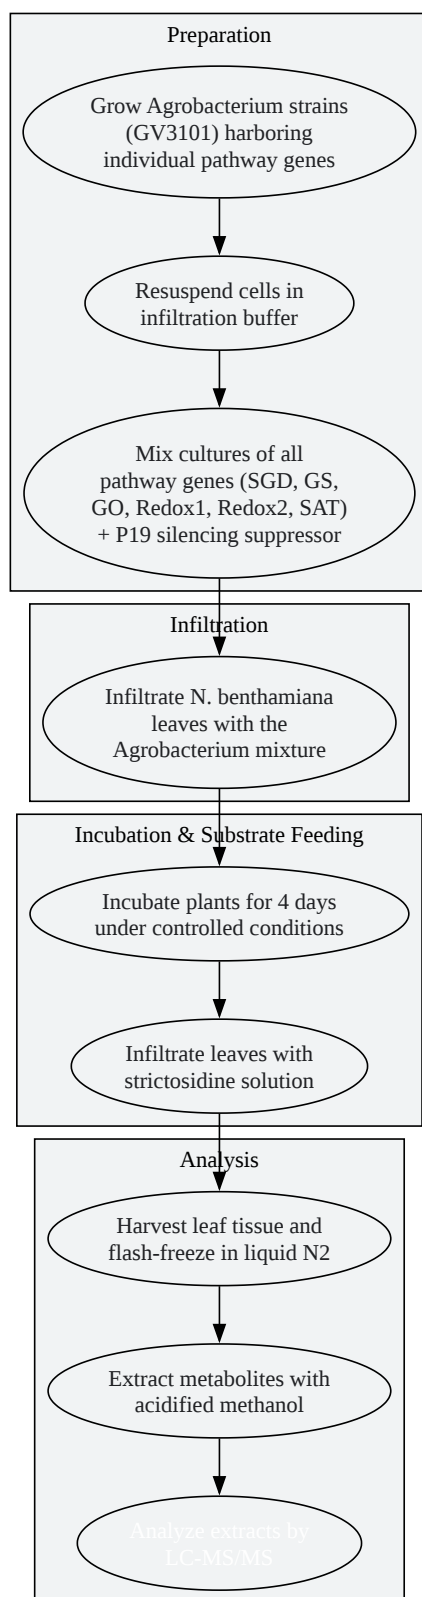 Preparation
Grow Agrobacterium strains
(GV3101) harboring
individual pathway genes
Resuspend cells in
infiltration buffer
Mix cultures of all
pathway genes (SGD, GS,
GO, Redox1, Redox2, SAT)
+ P19 silencing suppressor
Infiltration
Infiltrate N. benthamiana
leaves with the
Agrobacterium mixture
Incubation & Substrate Feeding
Incubate plants for 4 days
under controlled conditions
Infiltrate leaves with
strictosidine solution
Analysis
Harvest leaf tissue and
flash-freeze in liquid N2
Extract metabolites with
acidified methanol
Analyze extracts by
LC-MS/MS